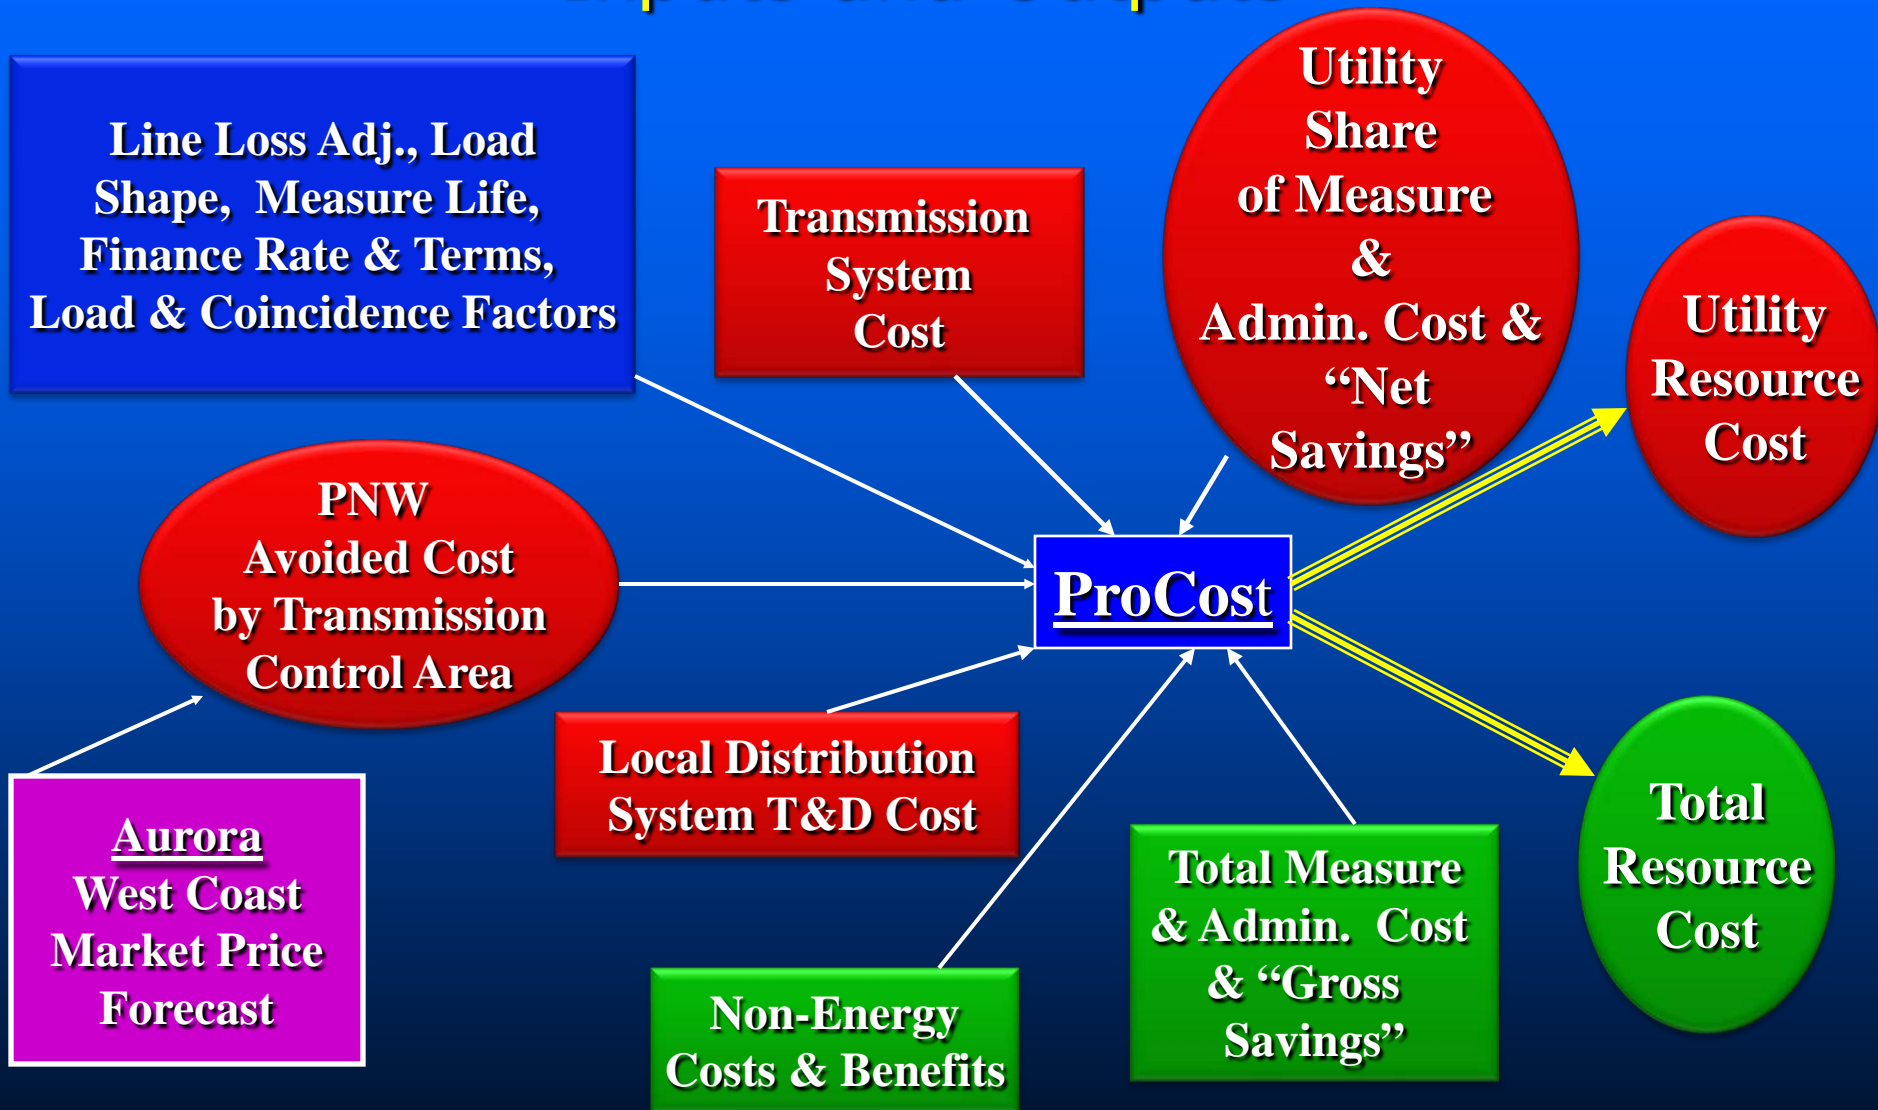 Inputs and Outputs
Line Loss Adj., Load
Shape, Measure Life,
Finance Rate & Terms,
Load & Coincidence Factors
Transmission
System
Cost
Utility
Share
of Measure
&
Admin. Cost &
“Net
Savings”
Utility
Resource
Cost
PNW
Avoided Cost
by Transmission
Control Area
ProCost
Local Distribution
System T&D Cost
Aurora
West Coast
Market Price
Forecast
Non-Energy
Costs & Benefits
Total Measure
& Admin. Cost
& “Gross
Savings”
Total
Resource
Cost